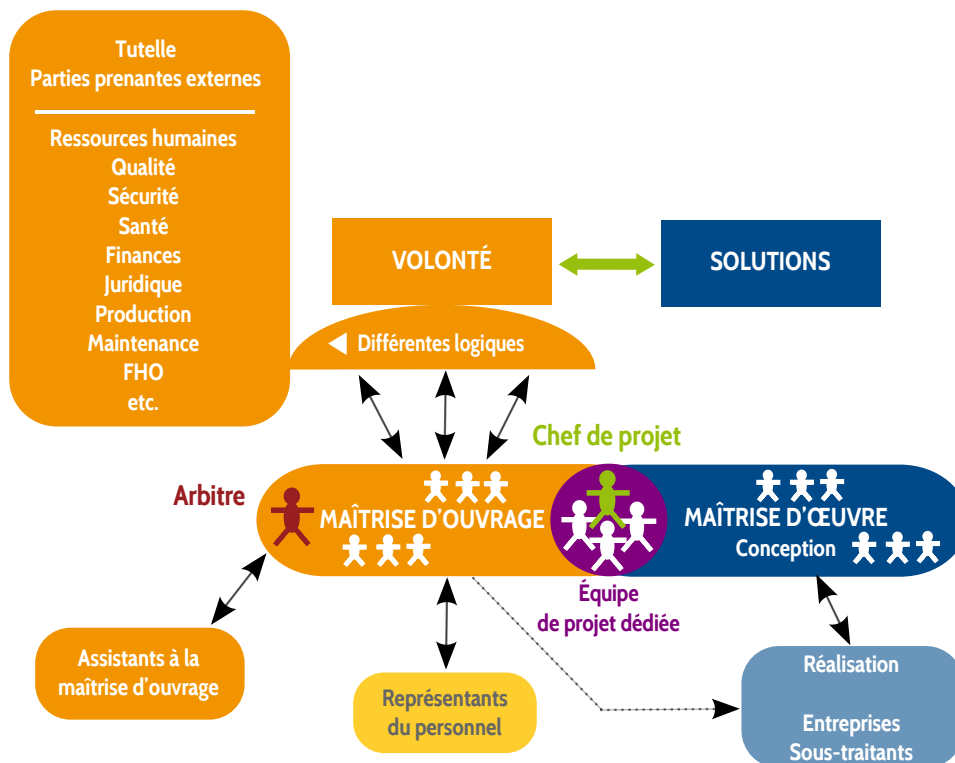 Tutelle
Parties prenantes externes
Ressources humaines
Qualité
Sécurité
Santé
Finances
Juridique
Production
Maintenance
FHO
etc.
VOLONTÉ
SOLUTIONS
Différentes logiques
Chef de projet
Arbitre
MAÎTRISE D'OUVRAGE
MAÎTRISE D'ŒUVRE
Conception
Équipe
de projet dédiée
Assistants à la
maîtrise d'ouvrage
Représentants
du personnel
Réalisation
Entreprises
Sous-traitants